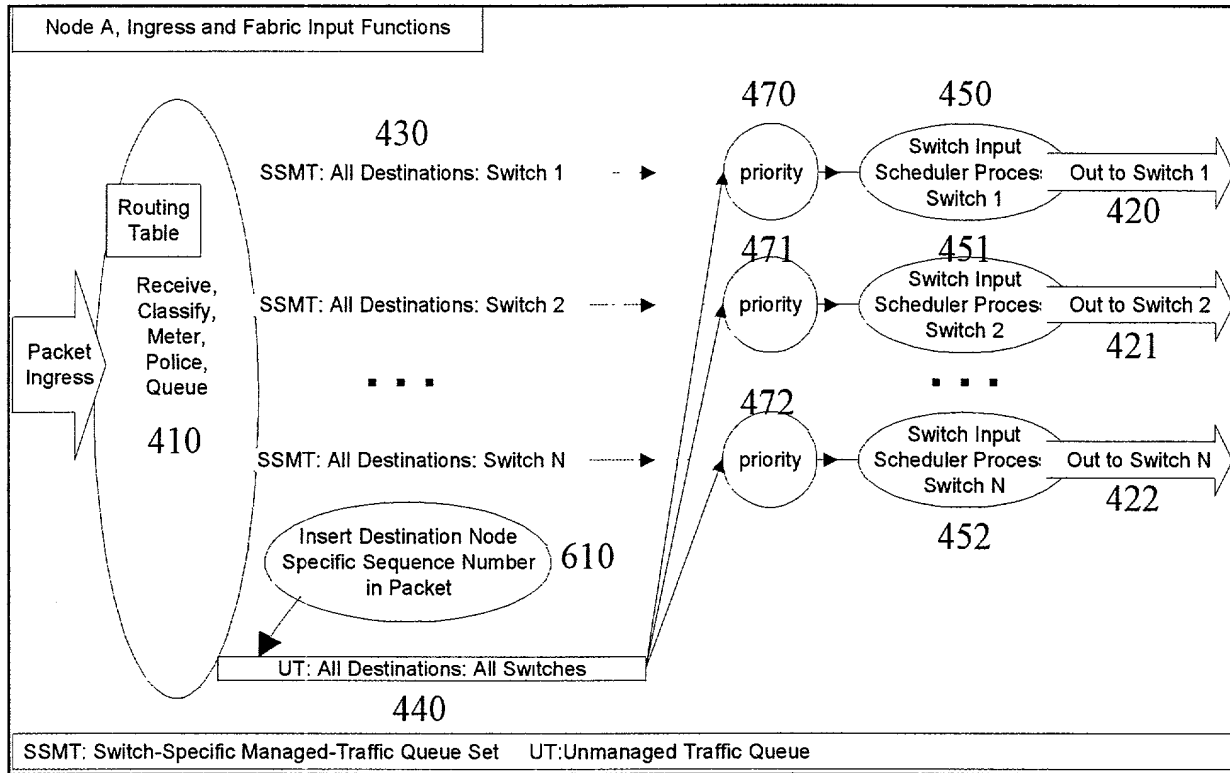 Node A, Ingress and Fabric Input Functions
470
450
430
SSMT: All Destinations: Switch 1
priority
Switch Input
Scheduler Process
Switch 1
Out to Switch 1
420
Routing
Table
471
451
Receive,
Classify,
Meter,
Police,
Queue
SSMT: All Destinations: Switch 2
priority
Switch Input
Scheduler Process
Switch 2
Out to Switch 2
421
Packet
Ingress
. . .
. . .
472
410
SSMT: All Destinations: Switch N
priority
Switch Input
Scheduler Process
Switch N
Out to Switch N
422
452
Insert Destination Node
Specific Sequence Number
in Packet
610
UT: All Destinations: All Switches
440
SSMT: Switch-Specific Managed-Traffic Queue Set UT:Unmanaged Traffic Queue